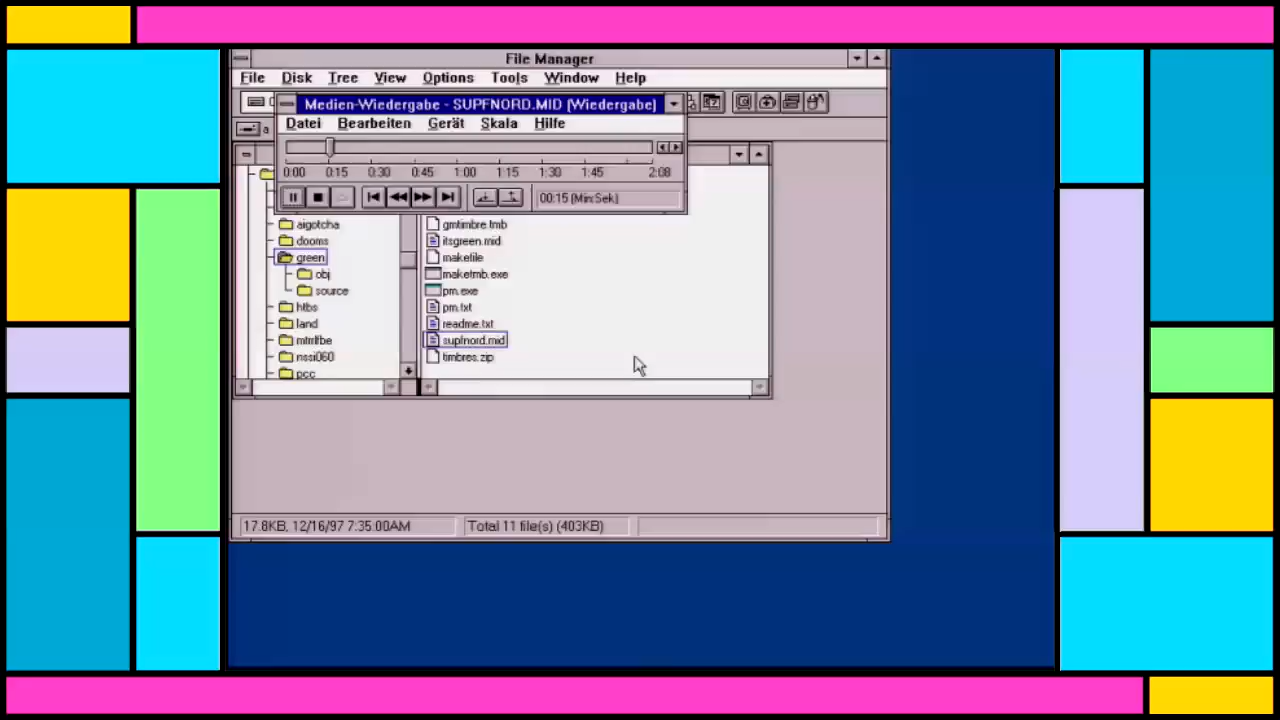 File Manager
File Disk Tree View Options Tools Window Help
Medien-Wiedergabe - SUPFNORD.MID (Wiedergabe)
Datei Bearbeiten Gerät Skala Hilfe
a
0:00 0:15 0:30 0:45 1:00 1:15 1:30 1:45 2:08
00:15 (Min:Sek)
aigotcha
dooms
green
obj
source
htbs
land
mtmlfbe
nssi060
pcc
gmtimbre.tmb
itsgreen.mid
makefile
maketmb.exe
pm.exe
pm.txt
readme.txt
supfnord.mid
timbres.zip
17.8KB, 12/16/97 7:35:00AM
Total 11 file(s) (403KB)